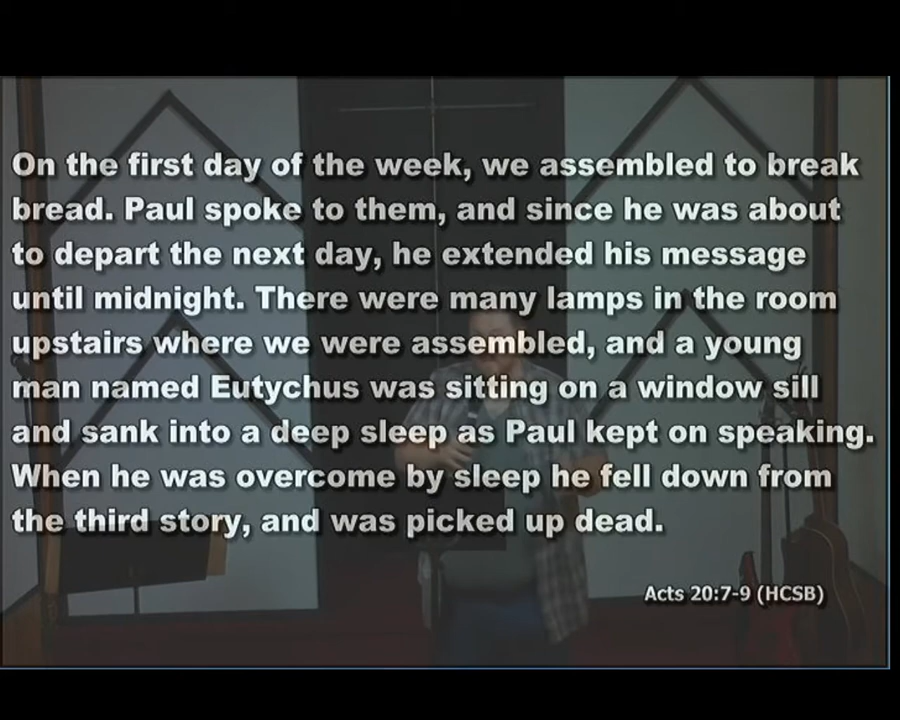 On the first day of the week, we assembled to break
bread. Paul spoke to them, and since he was about
to depart the next day, he extended his message
until midnight. There were many lamps in the room
upstairs where we were assembled, and a young
man named Eutychus was sitting on a window sill
and sank into a deep sleep as Paul kept on speaking.
When he was overcome by sleep he fell down from
the third story, and was picked up dead.
Acts 20:7-9 (HCSB)